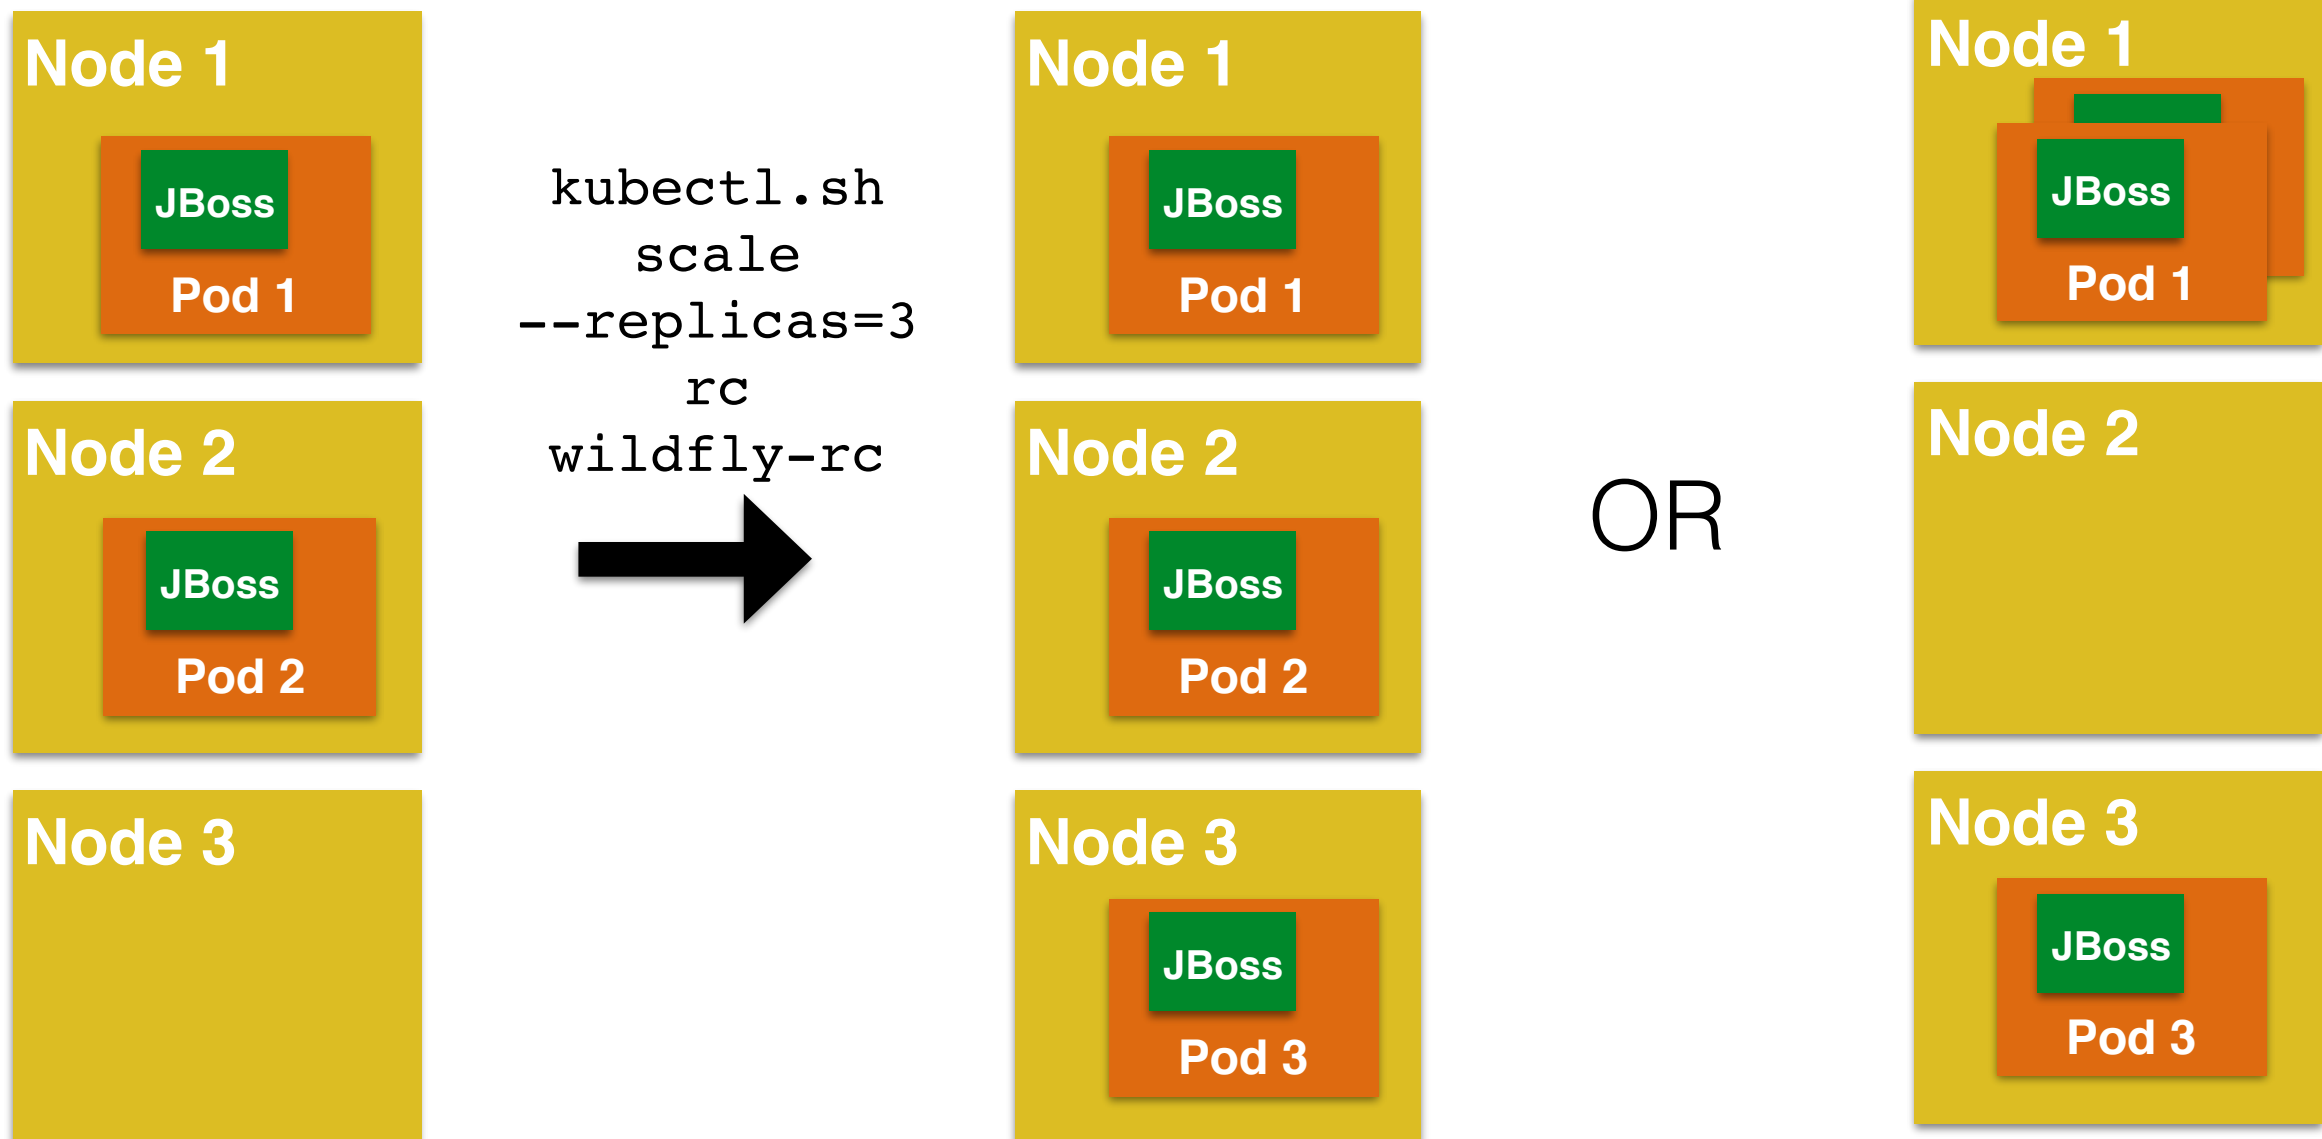 Node 1
JBoss
Pod 1
Node 2
JBoss
Pod 2
Node 3
kubectl.sh
scale
--replicas=3
rc
wildfly-rc
Node 1
JBoss
Pod 1
Node 2
JBoss
Pod 2
Node 3
JBoss
Pod 3
OR
Node 1
JBoss
Pod 1
Node 2
Node 3
JBoss
Pod 3